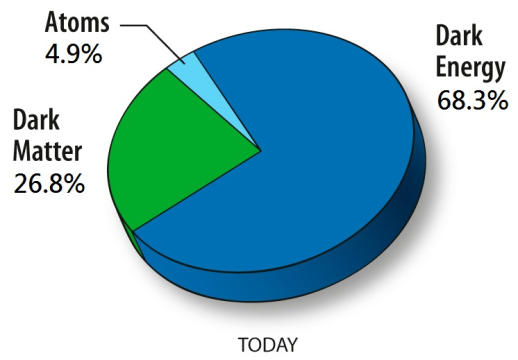 Atoms
4.9%
Dark
Energy
68.3%
Dark
Matter
26.8%
TODAY